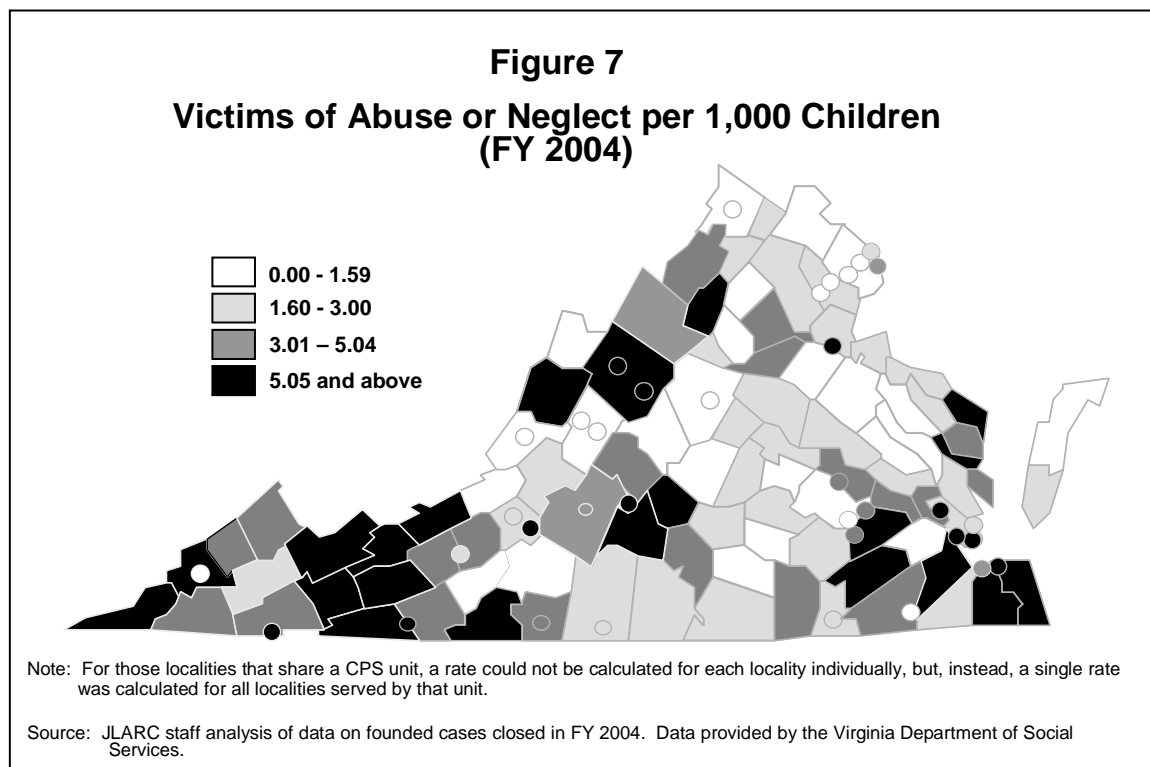 Figure 7
Victims of Abuse or Neglect per 1,000 Children
(FY 2004)
0.00 - 1.59
1.60 - 3.00
3.01 – 5.04
5.05 and above
Note: For those localities that share a CPS unit, a rate could not be calculated for each locality individually, but, instead, a single rate
was calculated for all localities served by that unit.
Source: JLARC staff analysis of data on founded cases closed in FY 2004. Data provided by the Virginia Department of Social
Services.